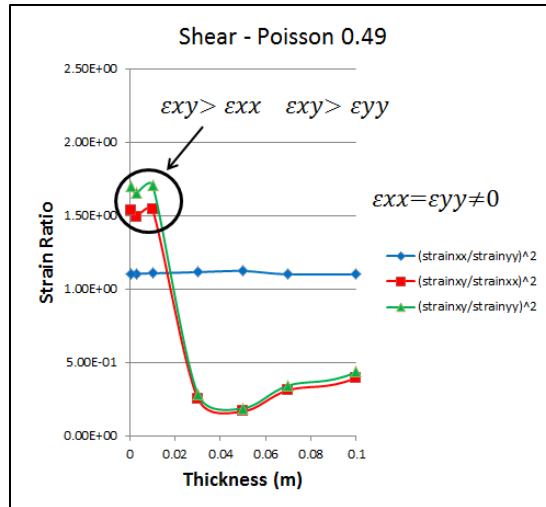 Shear - Poisson 0.49
2.50E+00
εxy> εxx εxy> εyy
2.00E+00
εxx=εyy≠0
1.50E+00
Strain Ratio
(strainxx/strainyy)^2
1.00E+00
(strainxy/strainxx)^2
(strainxy/strainyy)^2
5.00E-01
0.00E+00
0 0.02 0.04 0.06 0.08 0.1
Thickness (m)